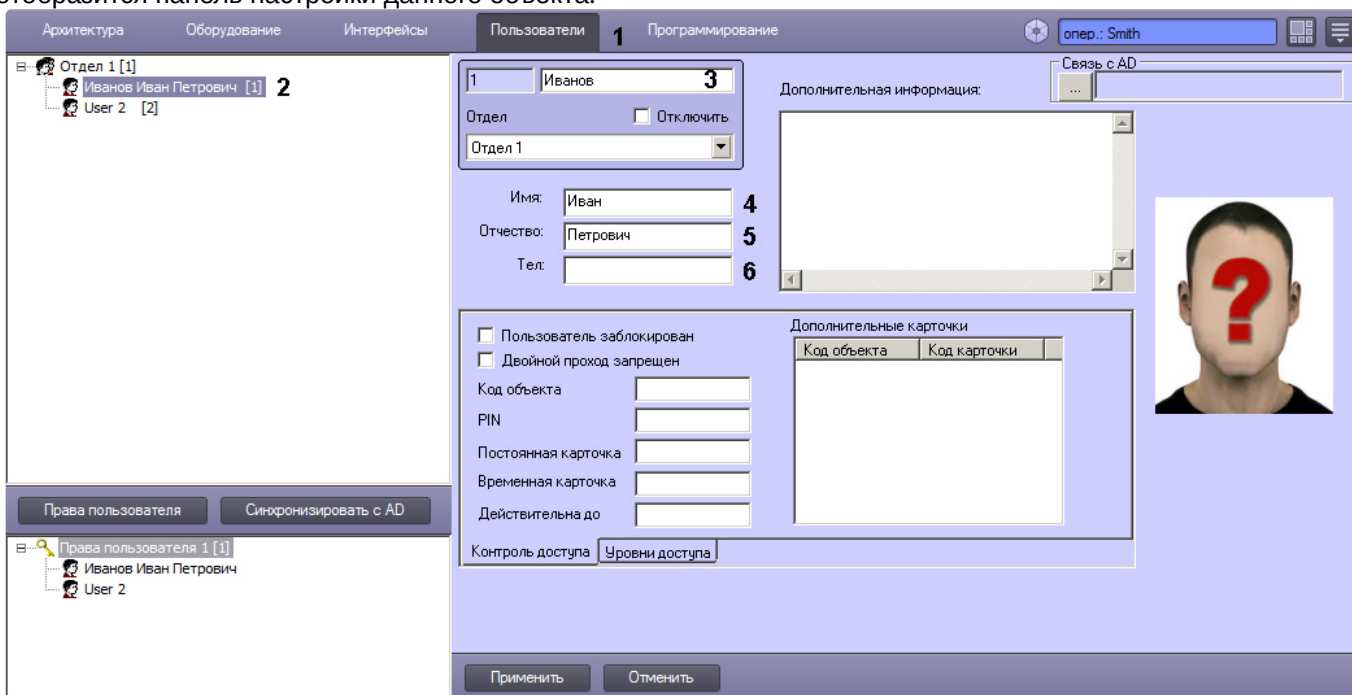 отобразится панель настройки данного объекта.
Архитектура Оборудование Интерфейсы Пользователи 1 Программирование опер.: Smith
Отдел 1 [1]
Иванов Иван Петрович [1] 2
User 2 [2]
1 Иванов 3
Отдел Отключить
Отдел 1
Имя: Иван 4
Отчество: Петрович 5
Тел: 6
Дополнительная информация:
Связь с AD
...
Пользователь заблокирован
Двойной проход запрещен
Код объекта
PIN
Постоянная карточка
Временная карточка
Действительна до
Дополнительные карточки
Код объекта Код карточки
Контроль доступа Уровни доступа
?
Права пользователя Синхронизировать с AD
Права пользователя 1 [1]
Иванов Иван Петрович
User 2
Применить Отменить